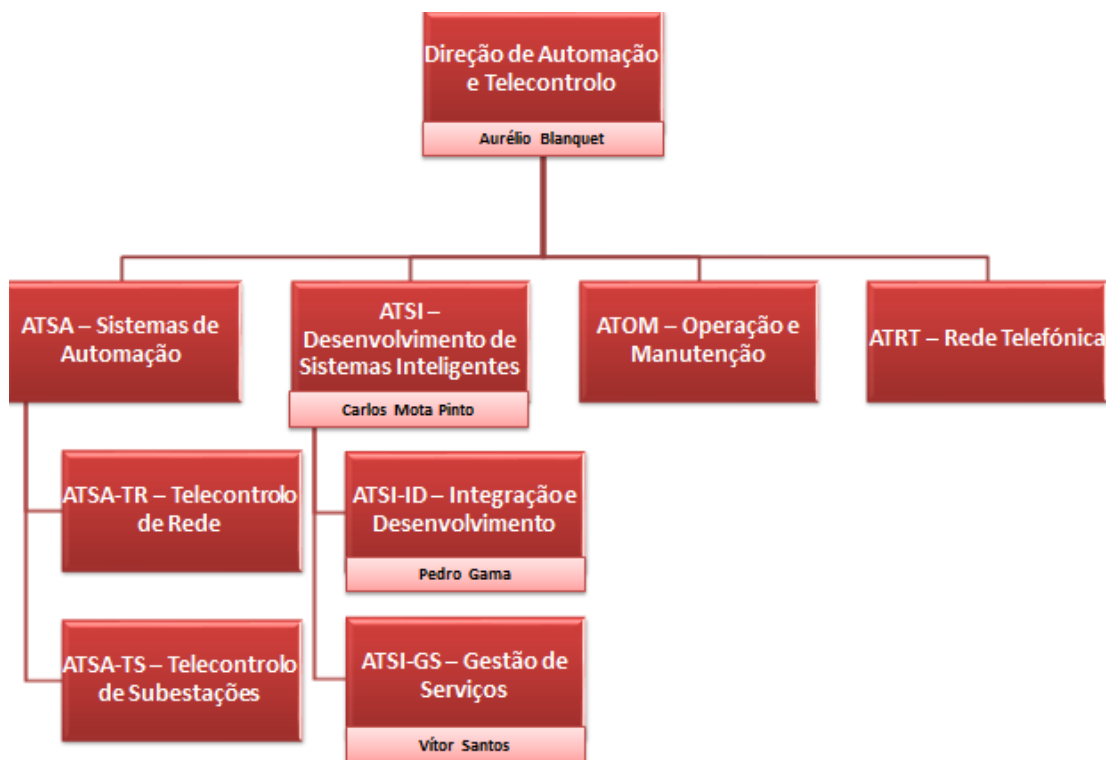 Direção de Automação
e Telecontrolo
Aurélio Blanquet
ATSA – Sistemas de
Automação
ATSI –
Desenvolvimento de
Sistemas Inteligentes
Carlos Mota Pinto
ATOM – Operação e
Manutenção
ATRT – Rede Telefónica
ATSA-TR – Telecontrolo
de Rede
ATSI-ID – Integração e
Desenvolvimento
Pedro Gama
ATSA-TS – Telecontrolo
de Subestações
ATSI-GS – Gestão de
Serviços
Vítor Santos